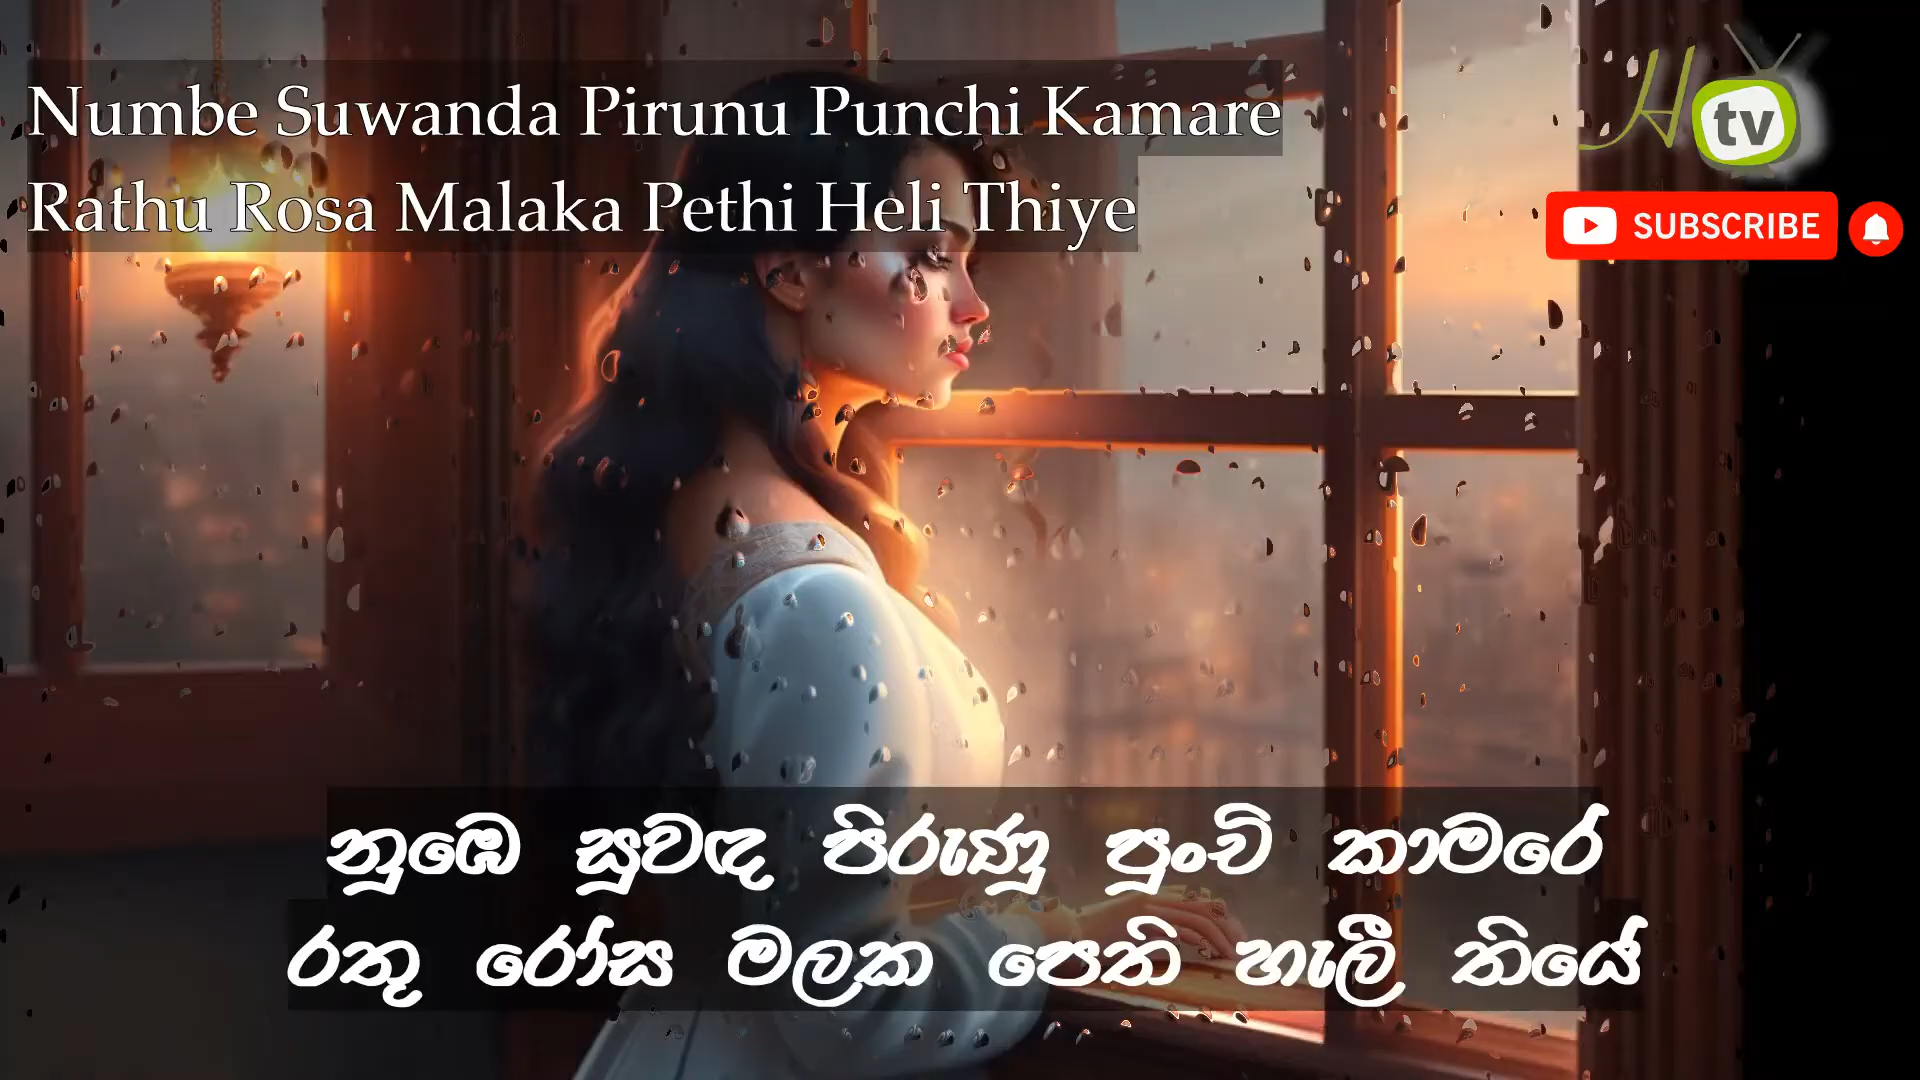 Numbe Suwanda Pirunu Punchi Kamare
Rathu Rosa Malaka Pethi Heli Thiye
H tv
SUBSCRIBE
නුඹෙ සුවඳ පිරුණු පුංචි කාමරේ
රතු රෝස මලක පෙති හැලී තියේ